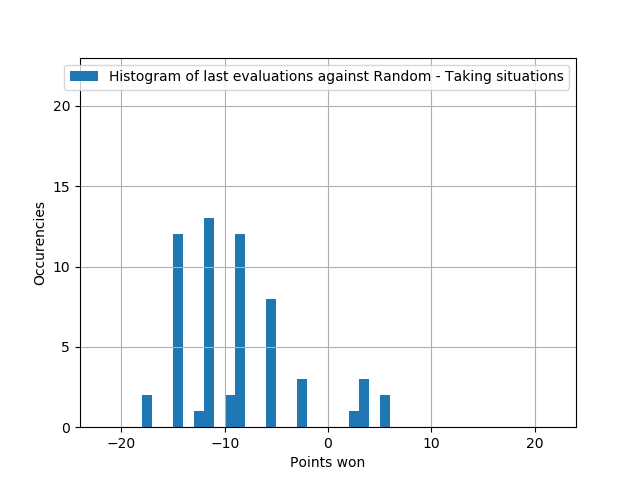 Histogram of last evaluations against Random - Taking situations
20
15
10
5
0
Occurencies
−20 −10 0 10 20
Points won